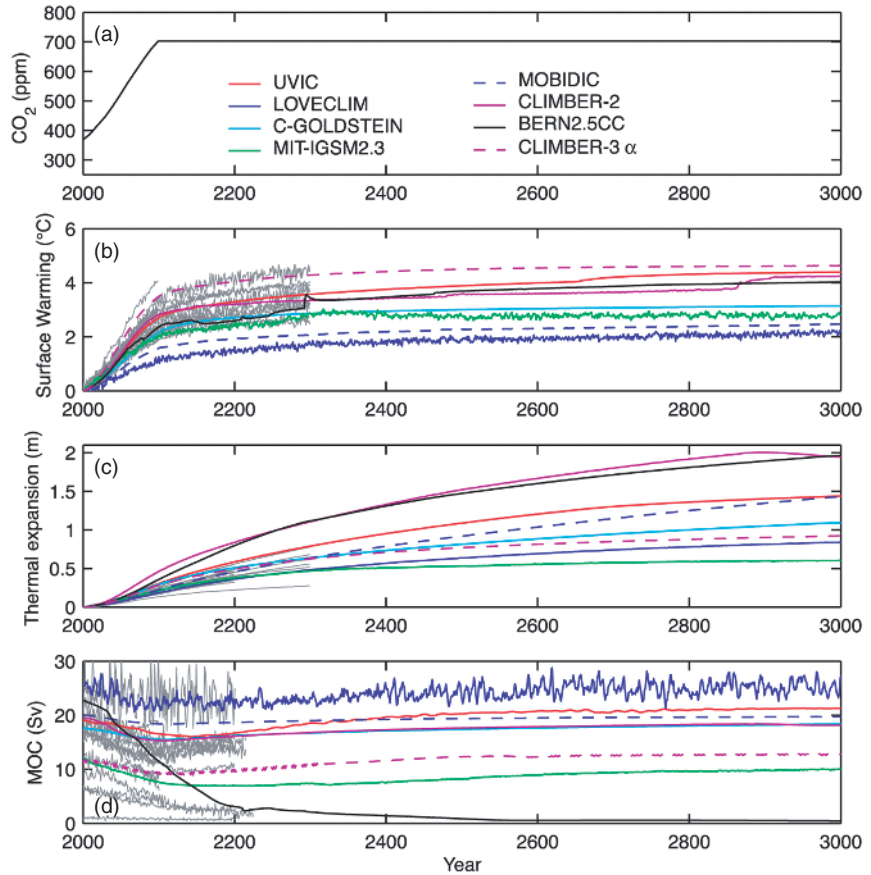 CO2 (ppm)
800
700
600
500
400
300
(a)
UVIC
LOVECLIM
C-GOLDSTEIN
MIT-IGSM2.3
MOBIDIC
CLIMBER-2
BERN2.5CC
CLIMBER-3 α
2000 2200 2400 2600 2800 3000
Surface Warming (°C)
6
4
2
0
(b)
2000 2200 2400 2600 2800 3000
Thermal expansion (m)
2
1.5
1
0.5
0
(c)
2000 2200 2400 2600 2800 3000
MOC (Sv)
30
20
10
0
(d)
2000 2200 2400 2600 2800 3000
Year